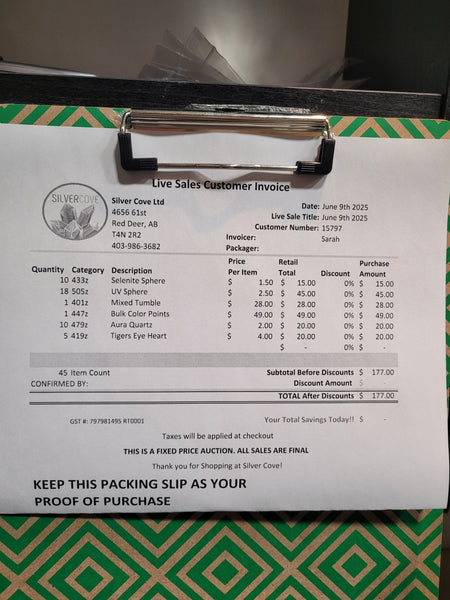 Live Sales Customer Invoice
SILVERCOVE
Silver Cove Ltd
4656 61st
Red Deer, AB
T4N 2R2
403-986-3682
Date: June 9th 2025
Live Sale Title: June 9th 2025
Customer Number: 15797
Invoicer: Sarah
Packager:
Quantity Category Description Price Per Item Retail Total Discount Purchase Amount
10 433z Selenite Sphere $ 1.50 $ 15.00 0% $ 15.00
18 505z UV Sphere $ 2.50 $ 45.00 0% $ 45.00
1 401z Mixed Tumble $ 28.00 $ 28.00 0% $ 28.00
1 447z Bulk Color Points $ 49.00 $ 49.00 0% $ 49.00
10 479z Aura Quartz $ 2.00 $ 20.00 0% $ 20.00
5 419z Tigers Eye Heart $ 4.00 $ 20.00 0% $ 20.00
$ - 0% $ -
45 Item Count Subtotal Before Discounts $ 177.00
CONFIRMED BY: Discount Amount $ -
TOTAL After Discounts $ 177.00
GST #: 797981495 RT0001 Your Total Savings Today!! $ -
Taxes will be applied at checkout
THIS IS A FIXED PRICE AUCTION. ALL SALES ARE FINAL
Thank you for Shopping at Silver Cove!
KEEP THIS PACKING SLIP AS YOUR
PROOF OF PURCHASE